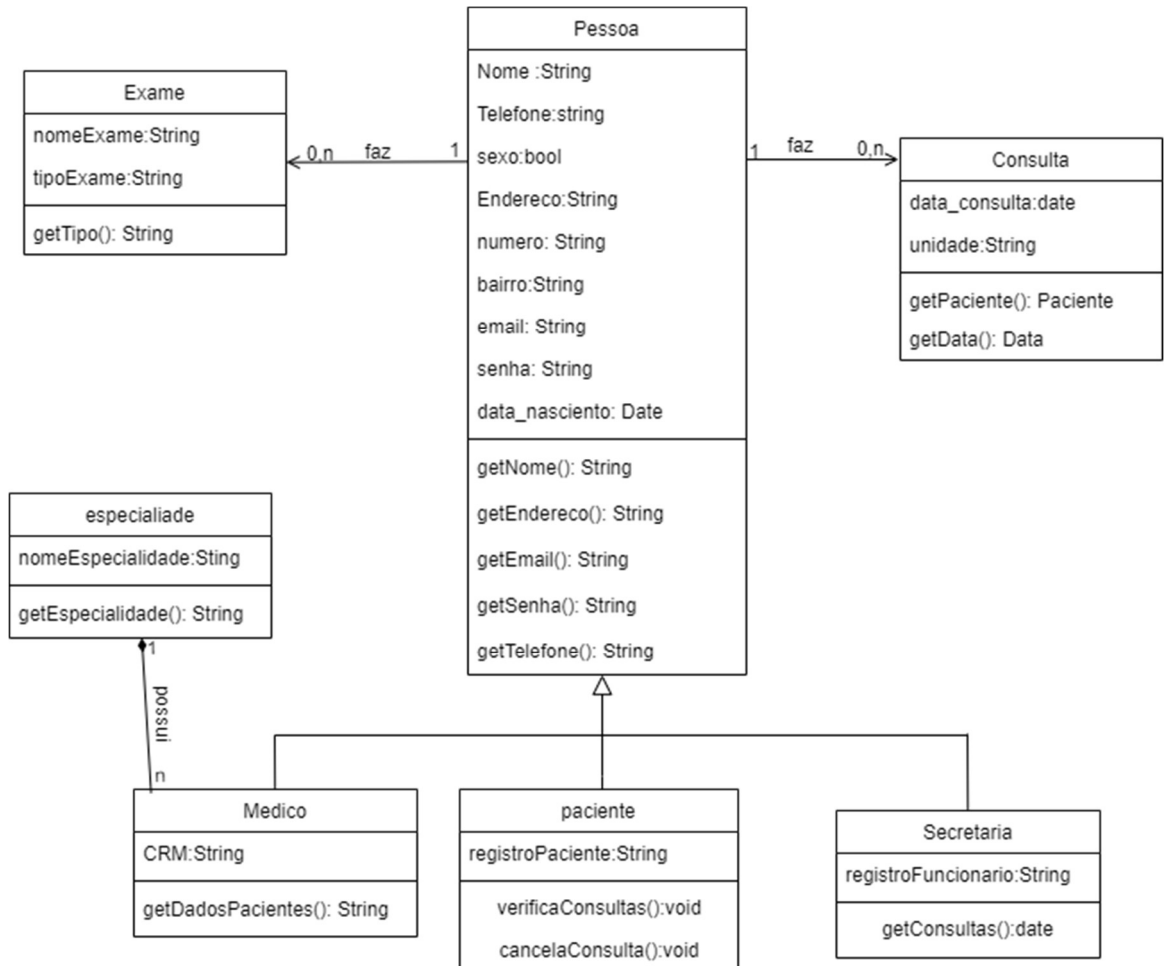 Pessoa
Nome :String
Telefone:string
sexo:bool
Endereco:String
numero: String
bairro:String
email: String
senha: String
data_nasciento: Date
getNome(): String
getEndereco(): String
getEmail(): String
getSenha(): String
getTelefone(): String
Exame
nomeExame:String
tipoExame:String
getTipo(): String
0,n faz 1
1 faz 0,n
Consulta
data_consulta:date
unidade:String
getPaciente(): Paciente
getData(): Data
especialiade
nomeEspecialidade:Sting
getEspecialidade(): String
1
possui
n
Medico
CRM:String
getDadosPacientes(): String
paciente
registroPaciente:String
verificaConsultas():void
cancelaConsulta():void
Secretaria
registroFuncionario:String
getConsultas():date